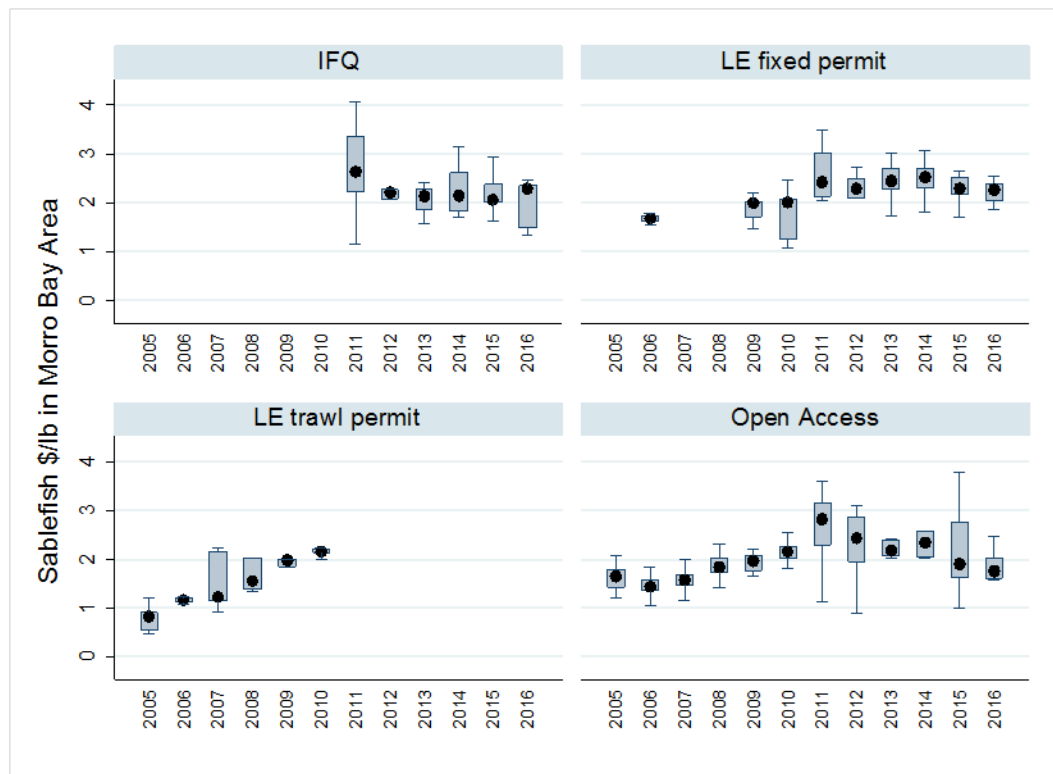 Sablefish $/lb in Morro Bay Area
IFQ
4
3
2
1
0
2005 2006 2007 2008 2009 2010 2011 2012 2013 2014 2015 2016
LE fixed permit
2005 2006 2007 2008 2009 2010 2011 2012 2013 2014 2015 2016
LE trawl permit
4
3
2
1
0
2005 2006 2007 2008 2009 2010 2011 2012 2013 2014 2015 2016
Open Access
2005 2006 2007 2008 2009 2010 2011 2012 2013 2014 2015 2016